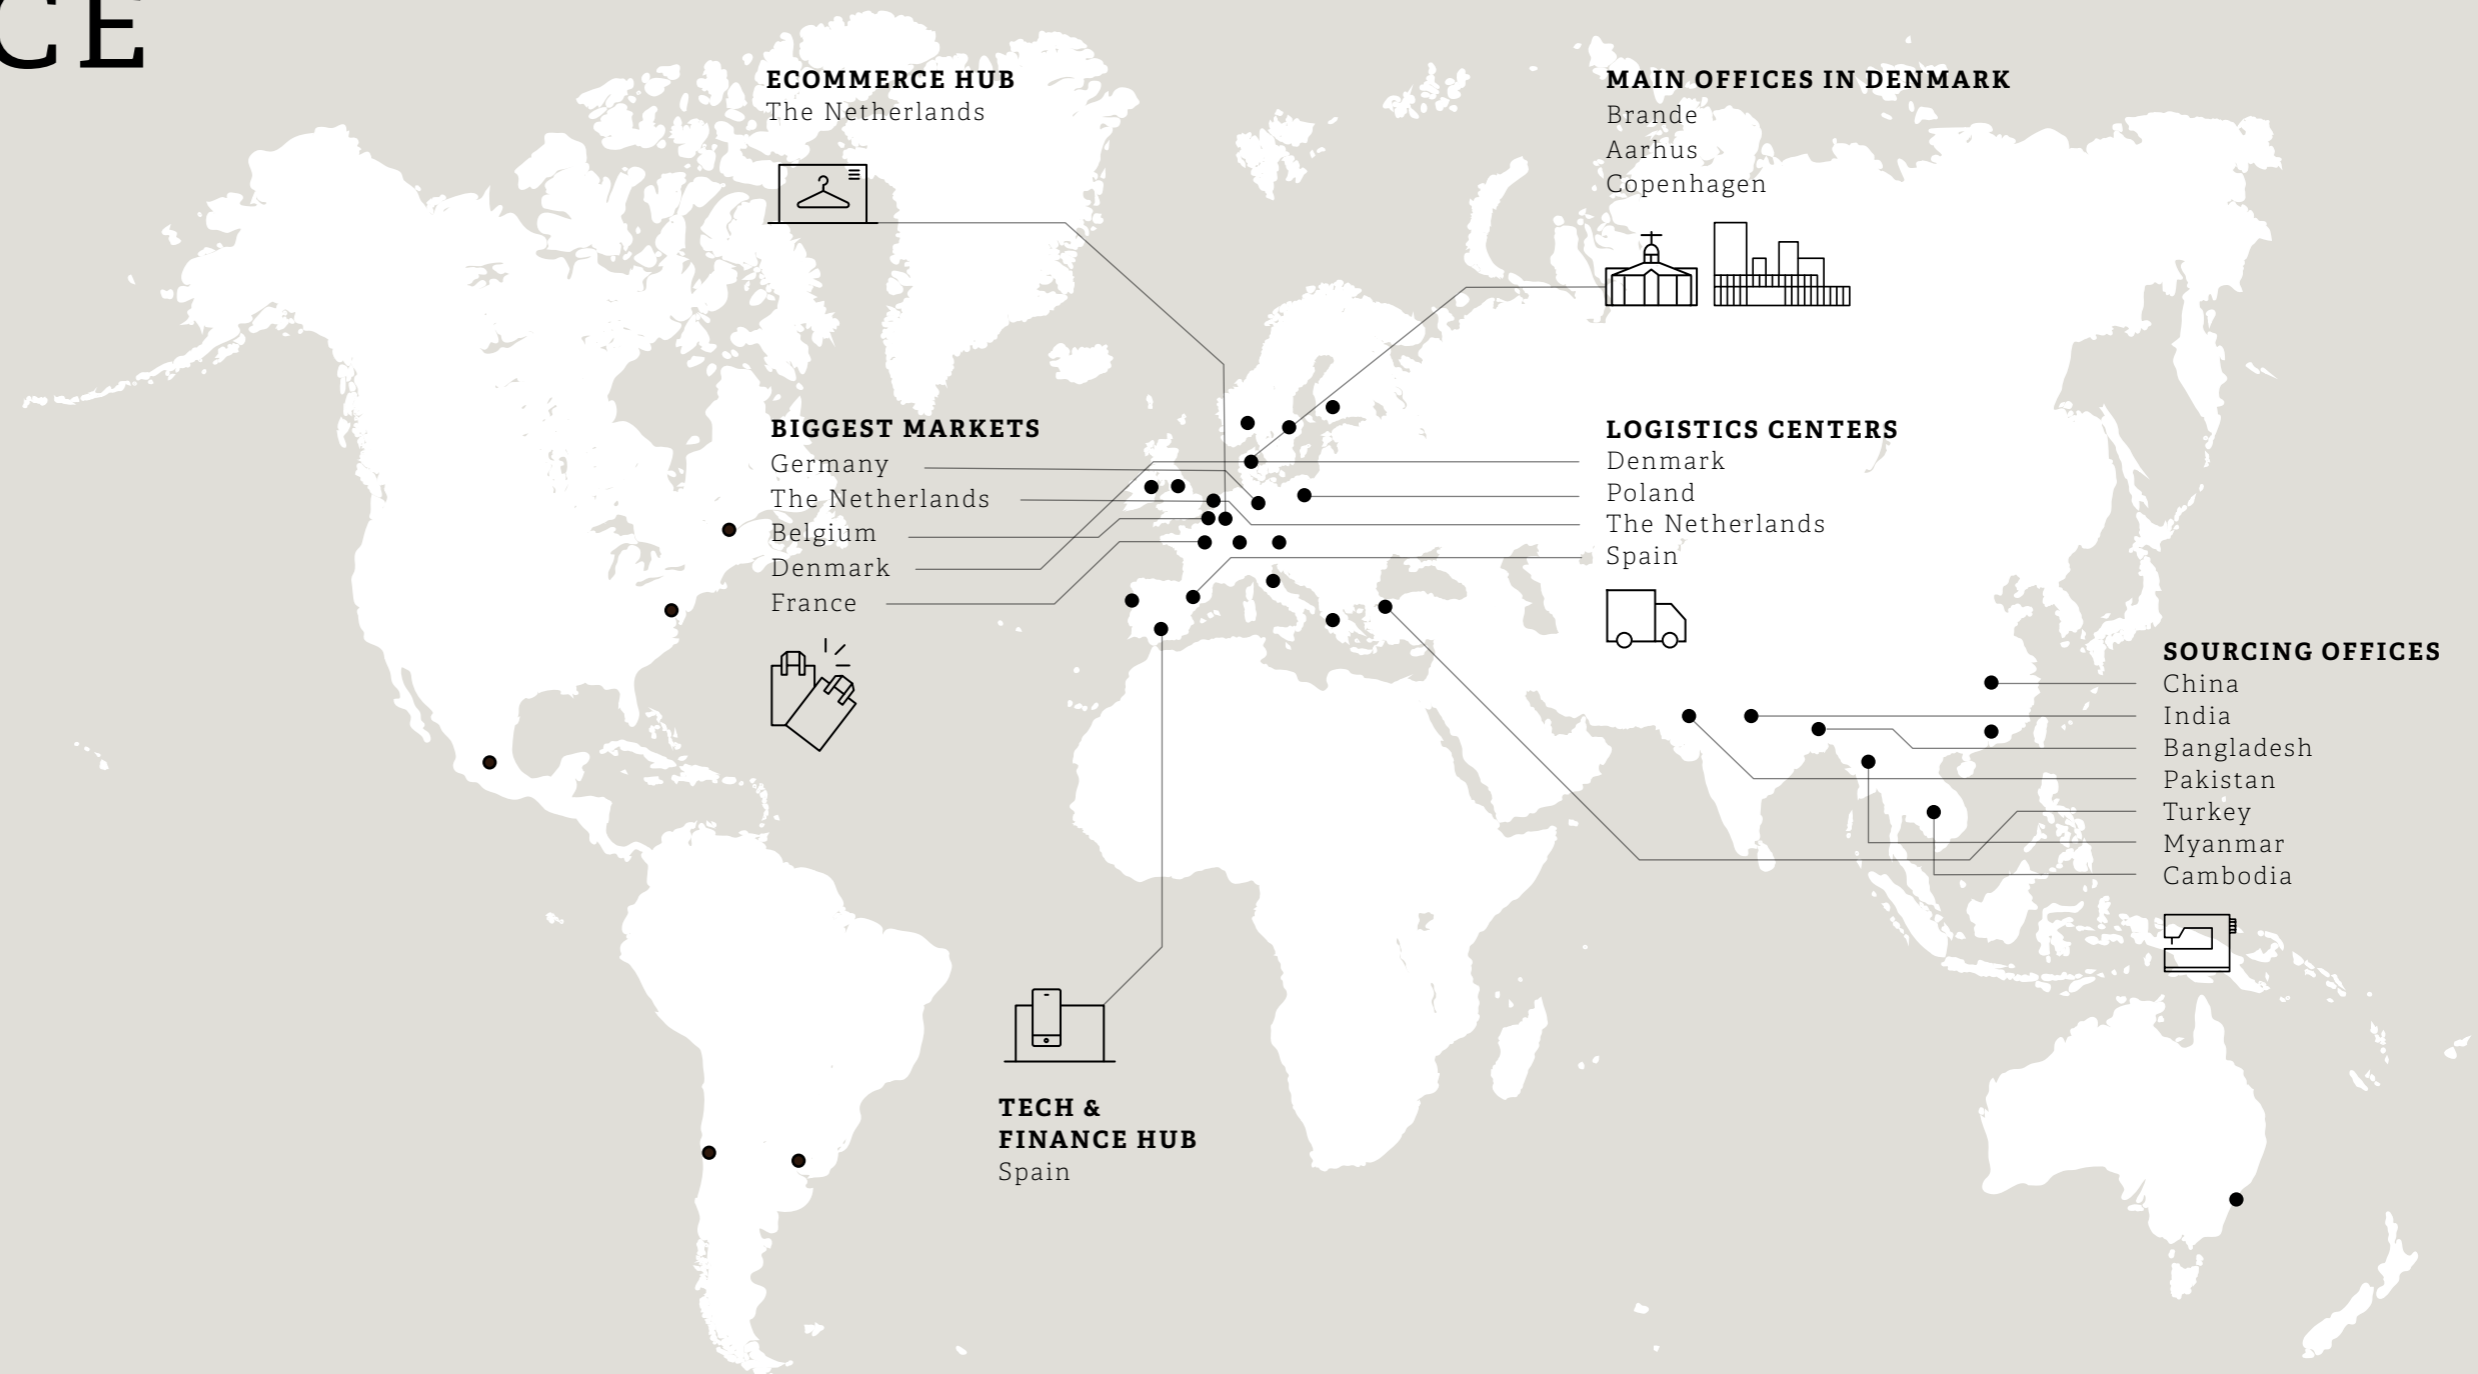 CE
ECOMMERCE HUB
The Netherlands
MAIN OFFICES IN DENMARK
Brande
Aarhus
Copenhagen
BIGGEST MARKETS
Germany
The Netherlands
Belgium
Denmark
France
LOGISTICS CENTERS
Denmark
Poland
The Netherlands
Spain
SOURCING OFFICES
China
India
Bangladesh
Pakistan
Turkey
Myanmar
Cambodia
TECH &
FINANCE HUB
Spain